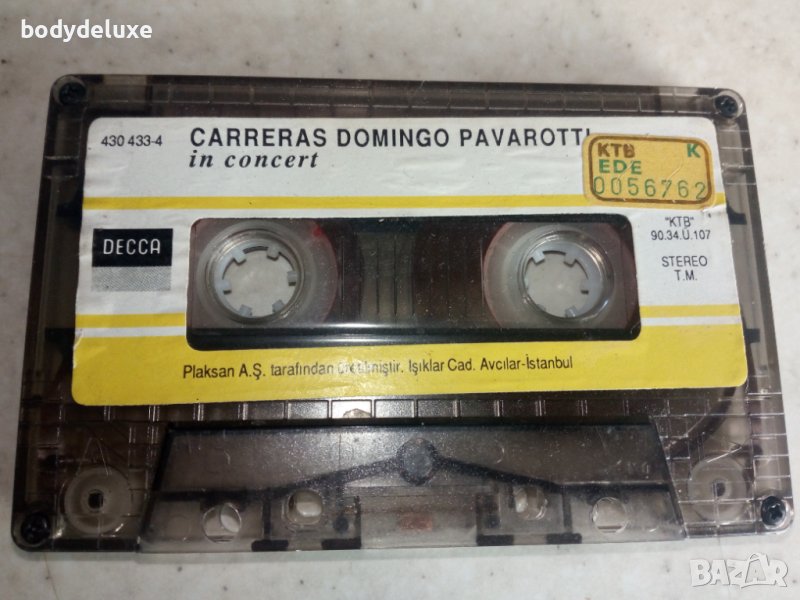 bodydeluxe
430 433-4
CARRERAS DOMINGO PAVAROTTI
in concert
KTB K
EDE
0056762
DECCA
"KTB"
90.34.Ü.107
STEREO
T.M.
Plaksan A.Ş. tarafından üretilmiştir. Işıklar Cad. Avcılar-İstanbul
BAZAR